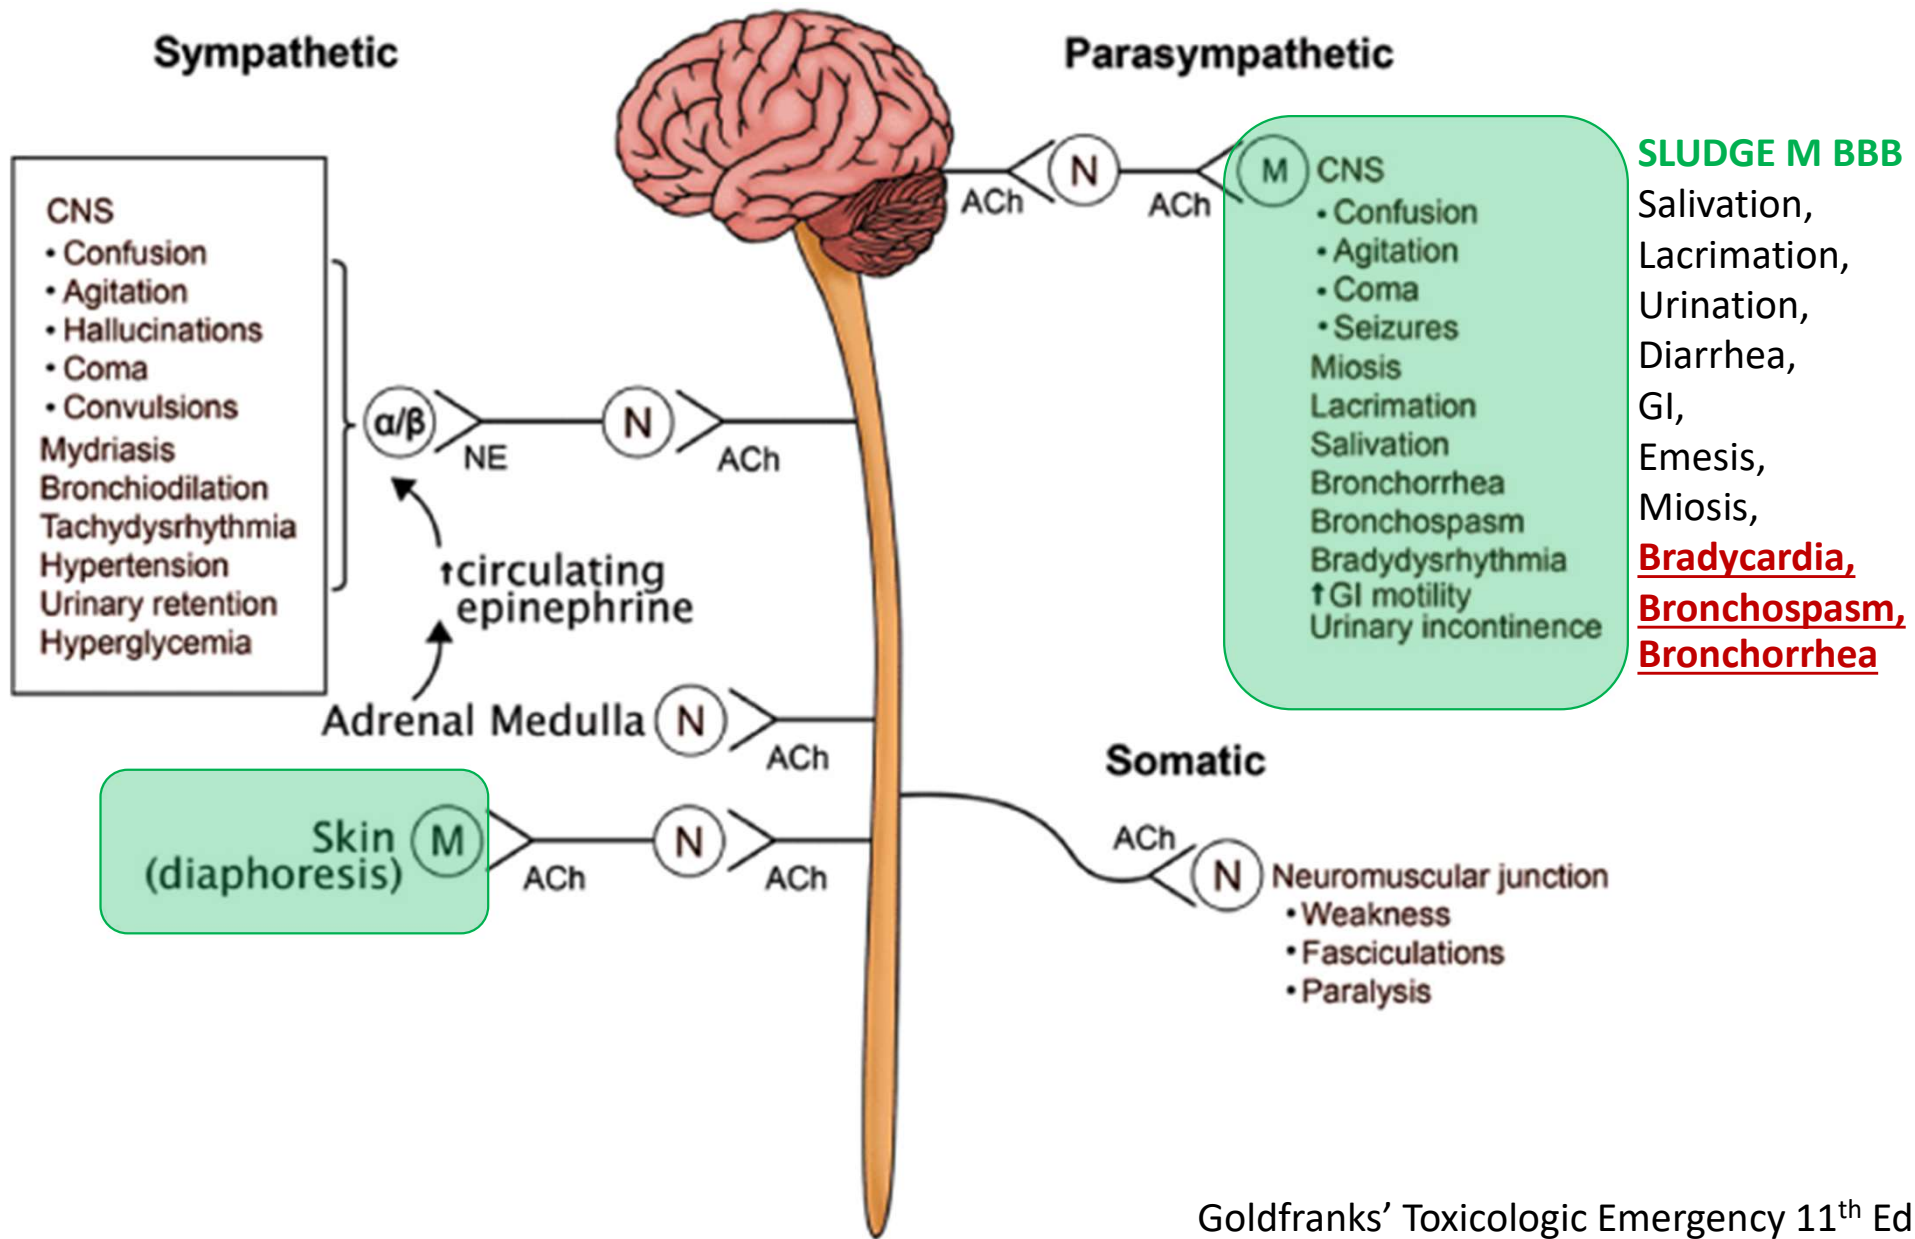 Sympathetic
CNS
• Confusion
• Agitation
• Hallucinations
• Coma
• Convulsions
Mydriasis
Bronchiodilation
Tachydysrhythmia
Hypertension
Urinary retention
Hyperglycemia
α/β
NE
N
ACh
↑circulating
epinephrine
Adrenal Medulla
N
ACh
Skin
(diaphoresis)
M
ACh
N
ACh
Parasympathetic
ACh
N
ACh
M
CNS
• Confusion
• Agitation
• Coma
• Seizures
Miosis
Lacrimation
Salivation
Bronchorrhea
Bronchospasm
Bradydysrhythmia
↑GI motility
Urinary incontinence
SLUDGE M BBB
Salivation,
Lacrimation,
Urination,
Diarrhea,
GI,
Emesis,
Miosis,
Bradycardia,
Bronchospasm,
Bronchorrhea
Somatic
ACh
N
Neuromuscular junction
• Weakness
• Fasciculations
• Paralysis
Goldfranks’ Toxicologic Emergency 11th Ed